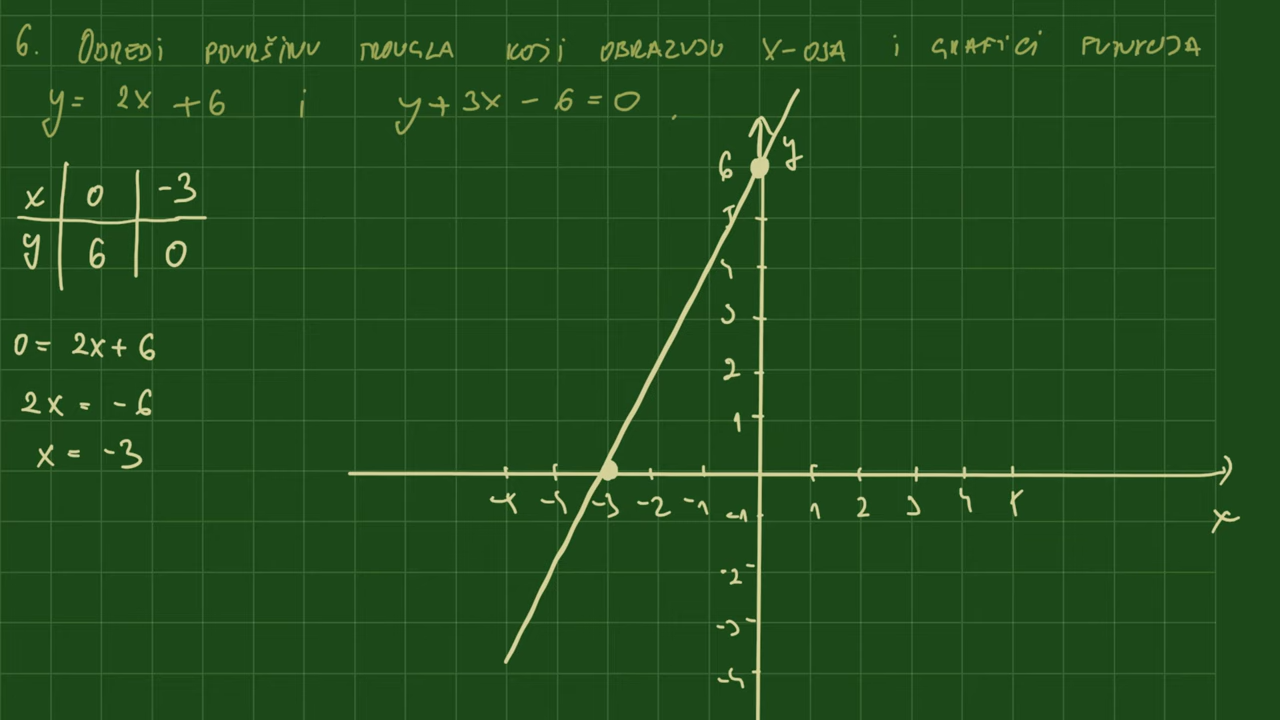 6. ODREDI POVRŠINU TROUGLA KOJI OBRAZUJU X-OSA i GRAFICI FUNKCIJA
y = 2x + 6 i y + 3x - 6 = 0 .
x 0 -3
y 6 0
0 = 2x + 6
2x = -6
x = -3
y
6
5
4
3
2
1
-5 -4 -3 -2 -1 1 2 3 4 5
x
-1
-2
-3
-4